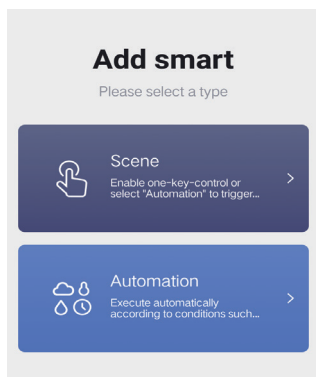 Add smart
Please select a type
Scene
Enable one-key-control or
select "Automation" to trigger...
Automation
Execute automatically
according to conditions such...